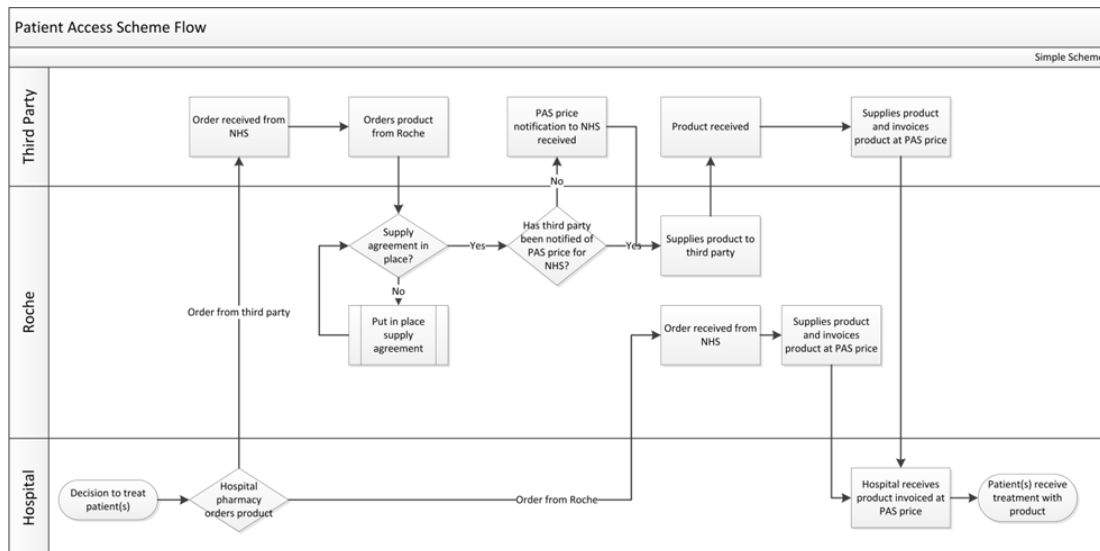 Patient Access Scheme Flow
Simple Scheme
Third Party
Order received from
NHS
Orders product
from Roche
PAS price
notification to NHS
received
Product received
Supplies product
and invoices
product at PAS price
No
Roche
Supply
agreement in
place?
Yes
Has third party
been notified of
PAS price for
NHS?
Yes
Supplies product to
third party
No
Order from third party
Put in place
supply
agreement
Order received from
NHS
Supplies product
and invoices
product at PAS price
Hospital
Decision to treat
patient(s)
Hospital
pharmacy
orders product
Order from Roche
Hospital receives
product invoiced at
PAS price
Patient(s) receive
treatment with
product